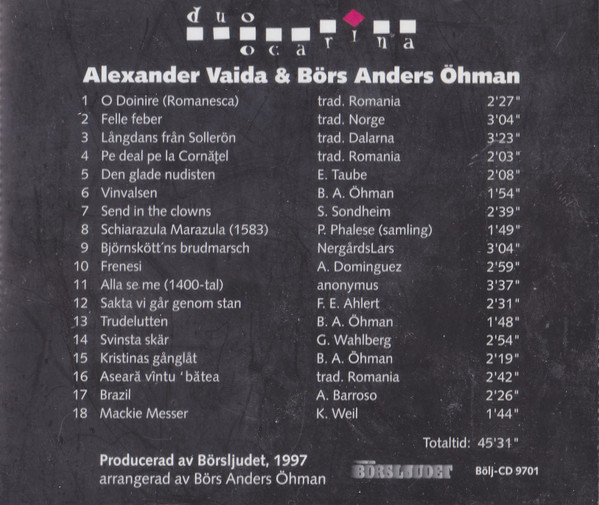 duo
ocarina
Alexander Vaida & Börs Anders Öhman
1 O Doinire (Romanesca) trad. Romania 2'27"
2 Felle feber trad. Norge 3'04"
3 Långdans från Sollerön trad. Dalarna 3'23"
4 Pe deal pe la Cornăţel trad. Romania 2'03"
5 Den glade nudisten E. Taube 2'08"
6 Vinvalsen B. A. Öhman 1'54"
7 Send in the clowns S. Sondheim 2'39"
8 Schiarazula Marazula (1583) P. Phalese (samling) 1'49"
9 Björnskött'ns brudmarsch NergårdsLars 3'04"
10 Frenesi A. Dominguez 2'59"
11 Alla se me (1400-tal) anonymus 3'37"
12 Sakta vi går genom stan F. E. Ahlert 2'31"
13 Trudelutten B. A. Öhman 1'48"
14 Svinsta skär G. Wahlberg 2'54"
15 Kristinas gånglåt B. A. Öhman 2'19"
16 Aseară vîntu 'bătea trad. Romania 2'42"
17 Brazil A. Barroso 2'26"
18 Mackie Messer K. Weil 1'44"
Totaltid: 45'31"
Producerad av Börsljudet, 1997
arrangerad av Börs Anders Öhman
BÖRSLJUDET Bölj-CD 9701